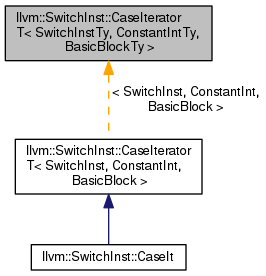 llvm::SwitchInst::CaseIterator
T< SwitchInstTy, ConstantIntTy,
BasicBlockTy >
< SwitchInst, ConstantInt,
BasicBlock >
llvm::SwitchInst::CaseIterator
T< SwitchInst, ConstantInt,
BasicBlock >
llvm::SwitchInst::CaseIt